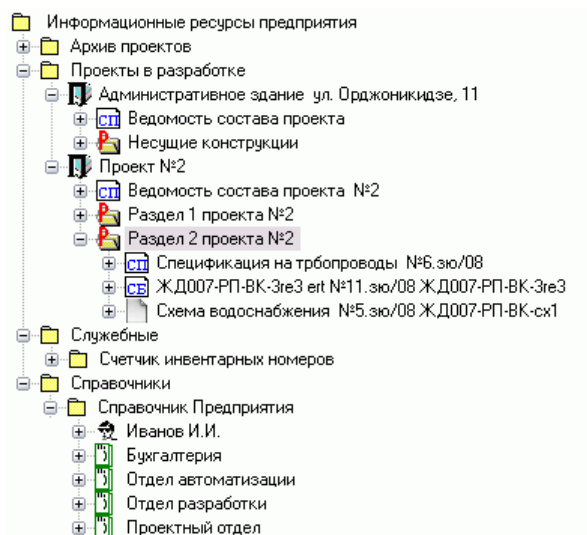 Информационные ресурсы предприятия
Архив проектов
Проекты в разработке
Административное здание ул. Орджоникидзе, 11
СП Ведомость состава проекта
Р Несущие конструкции
Проект №2
СП Ведомость состава проекта №2
Р Раздел 1 проекта №2
Р Раздел 2 проекта №2
СП Спецификация на трбопроводы №6.зю/08
СБ ЖД007-РП-ВК-3ге3 ert №11.зю/08 ЖД007-РП-ВК-3ге3
Схема водоснабжения №5.зю/08 ЖД007-РП-ВК-сх1
Служебные
Счетчик инвентарных номеров
Справочники
Справочник Предприятия
Иванов И.И.
Бухгалтерия
Отдел автоматизации
Отдел разработки
Проектный отдел